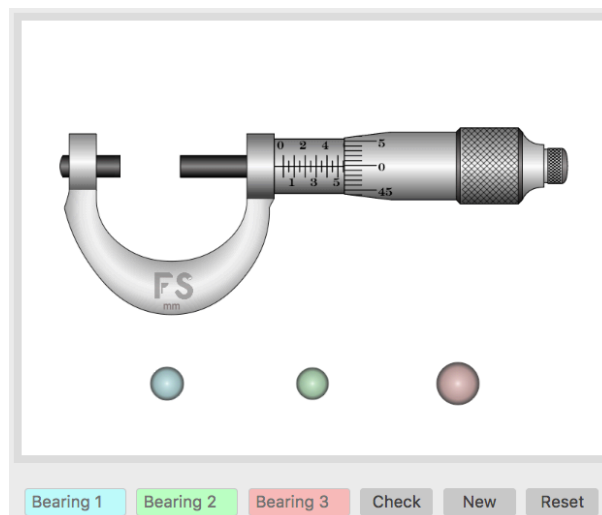 0 2 4 5
0
1 3 5 45
FS
mm
Bearing 1 Bearing 2 Bearing 3 Check New Reset